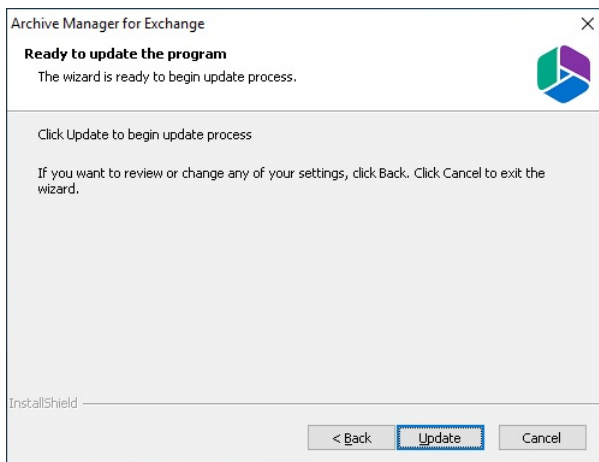 Archive Manager for Exchange
Ready to update the program
The wizard is ready to begin update process.
Click Update to begin update process
If you want to review or change any of your settings, click Back. Click Cancel to exit the
wizard.
InstallShield
< Back
Update
Cancel